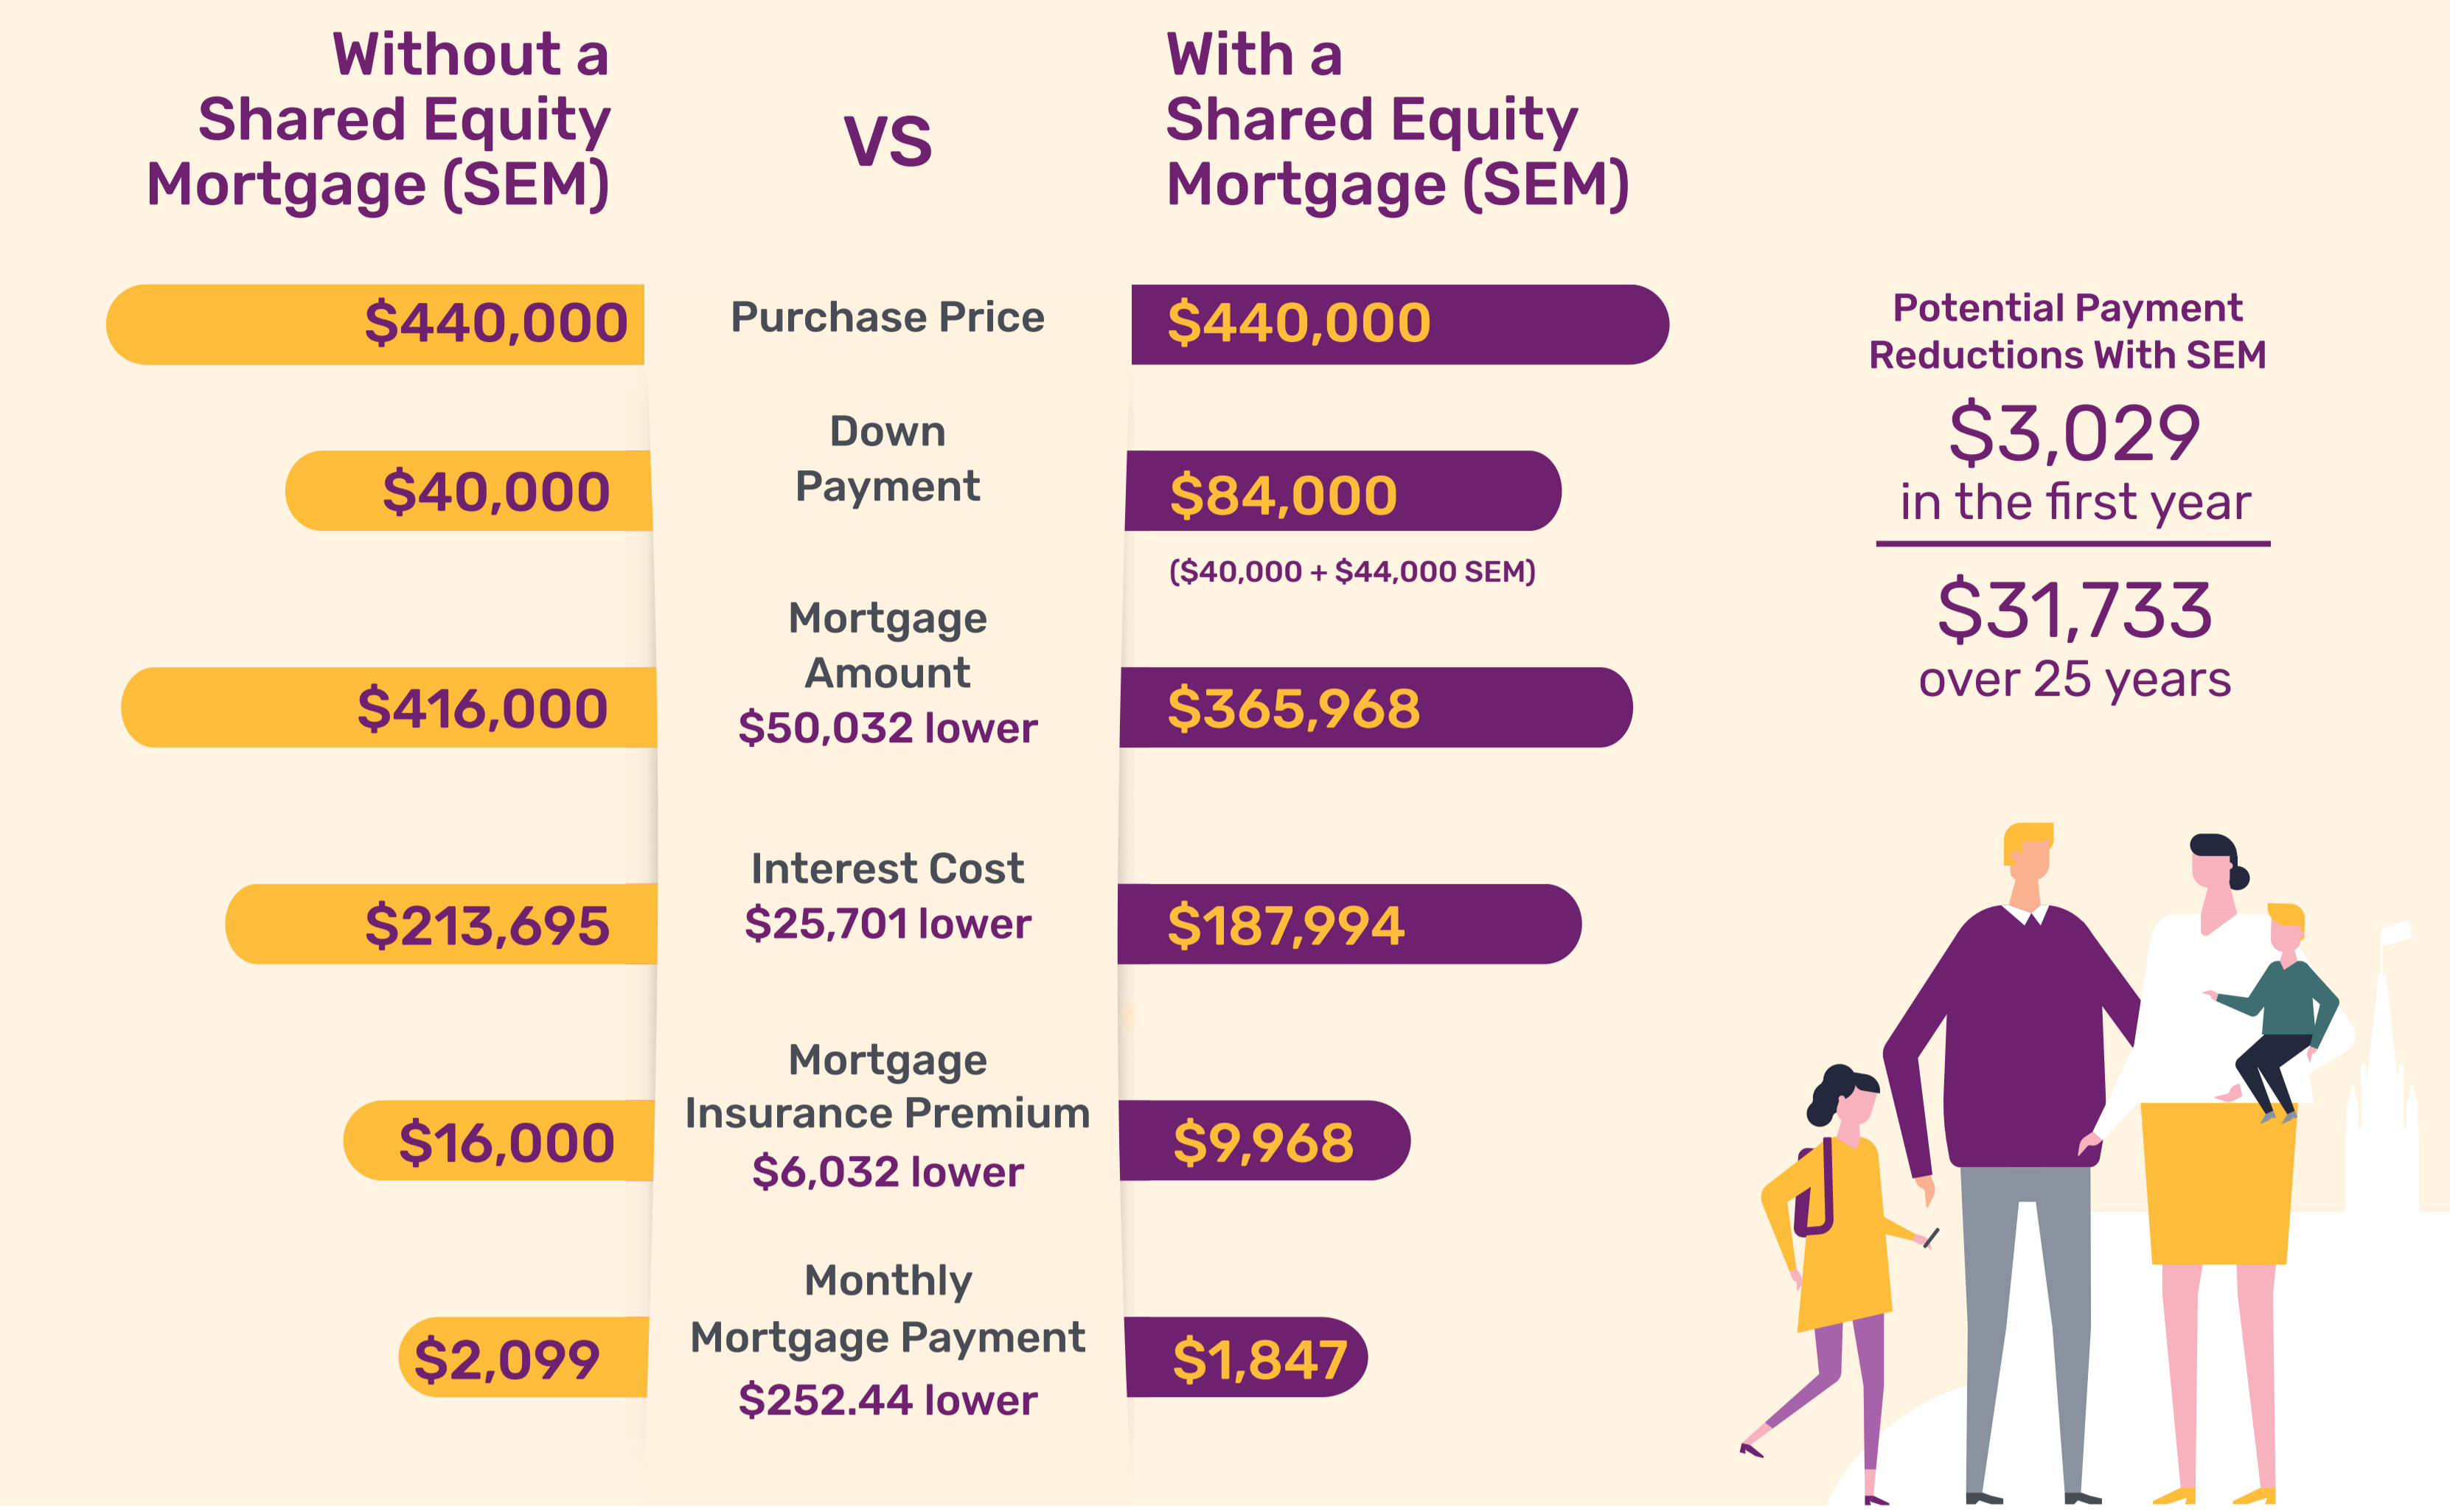 Without a
Shared Equity
Mortgage (SEM)
VS
With a
Shared Equity
Mortgage (SEM)
$440,000
Purchase Price
$440,000
$40,000
Down
Payment
$84,000
($40,000 + $44,000 SEM)
$416,000
Mortgage
Amount
$50,032 lower
$365,968
$213,695
Interest Cost
$25,701 lower
$187,994
$16,000
Mortgage
Insurance Premium
$6,032 lower
$9,968
$2,099
Monthly
Mortgage Payment
$252.44 lower
$1,847
Potential Payment
Reductions With SEM
$3,029
in the first year
$31,733
over 25 years